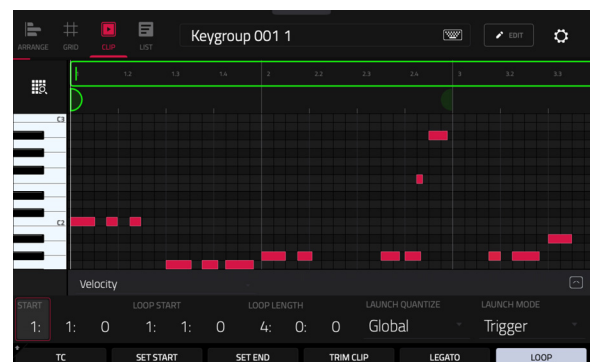 Keygroup 001 1
EDIT
ARRANGE GRID CLIP LIST
1.2 1.3 1.4 2 2.2 2.3 2.4 3 3.2 3.3
C3
C2
Velocity
START LOOP START LOOP LENGTH LAUNCH QUANTIZE LAUNCH MODE
1: 1: 0 1: 1: 0 4: 0: 0 Global Trigger
TC SET START SET END TRIM CLIP LEGATO LOOP